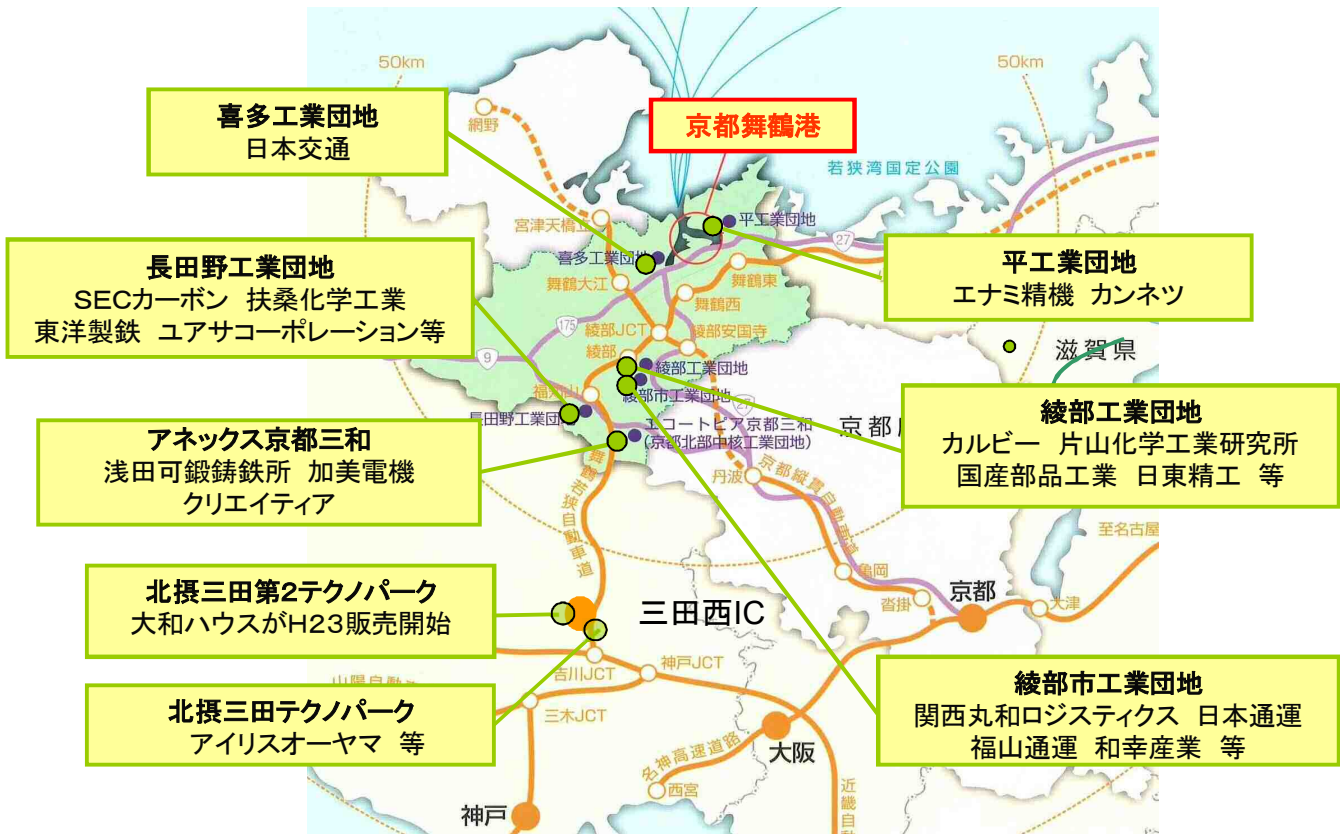 50km
50km
喜多工業団地
日本交通
京都舞鶴港
網野
若狭湾国定公園
宮津天橋立
平工業団地
27
喜多工業団地
長田野工業団地
SECカーボン 扶桑化学工業
東洋製鉄 ユアサコーポレーション等
平工業団地
エナミ精機 カンネツ
舞鶴大江
舞鶴東
舞鶴西
175
綾部JCT
綾部安国寺
9
綾部
滋賀県
綾部工業団地
綾部市工業団地
福知山
27
長田野工業団地
エコートピア京都三和
(京都北部中核工業団地)
京都
綾部工業団地
カルビー 片山化学工業研究所
国産部品工業 日東精工 等
アネックス京都三和
浅田可鍛鋳鉄所 加美電機
クリエイティア
丹波
京都縦貫自動車道
舞鶴若狭自動車道
至名古屋
亀岡
京都
沓掛
大津
北摂三田第2テクノパーク
大和ハウスがH23販売開始
三田西IC
吉川JCT
神戸JCT
山陽自動
三木JCT
北摂三田テクノパーク
アイリスオーヤマ 等
綾部市工業団地
関西丸和ロジスティクス 日本通運
福山通運 和幸産業 等
大阪
名神高速道路
西宮
近畿自動
神戸